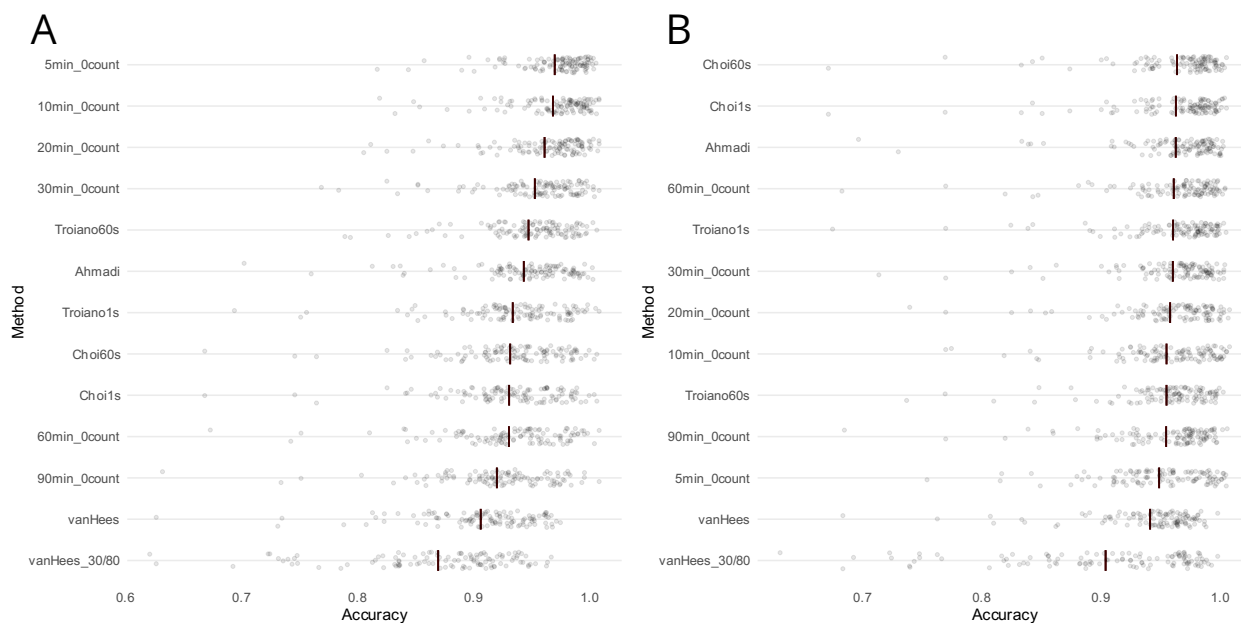 A
5min_0count
10min_0count
20min_0count
30min_0count
Troiano60s
Ahmadi
Troiano1s
Choi60s
Choi1s
60min_0count
90min_0count
vanHees
vanHees_30/80
Method
0.6 0.7 0.8 0.9 1.0
Accuracy
B
Choi60s
Choi1s
Ahmadi
60min_0count
Troiano1s
30min_0count
20min_0count
10min_0count
Troiano60s
90min_0count
5min_0count
vanHees
vanHees_30/80
Method
0.7 0.8 0.9 1.0
Accuracy